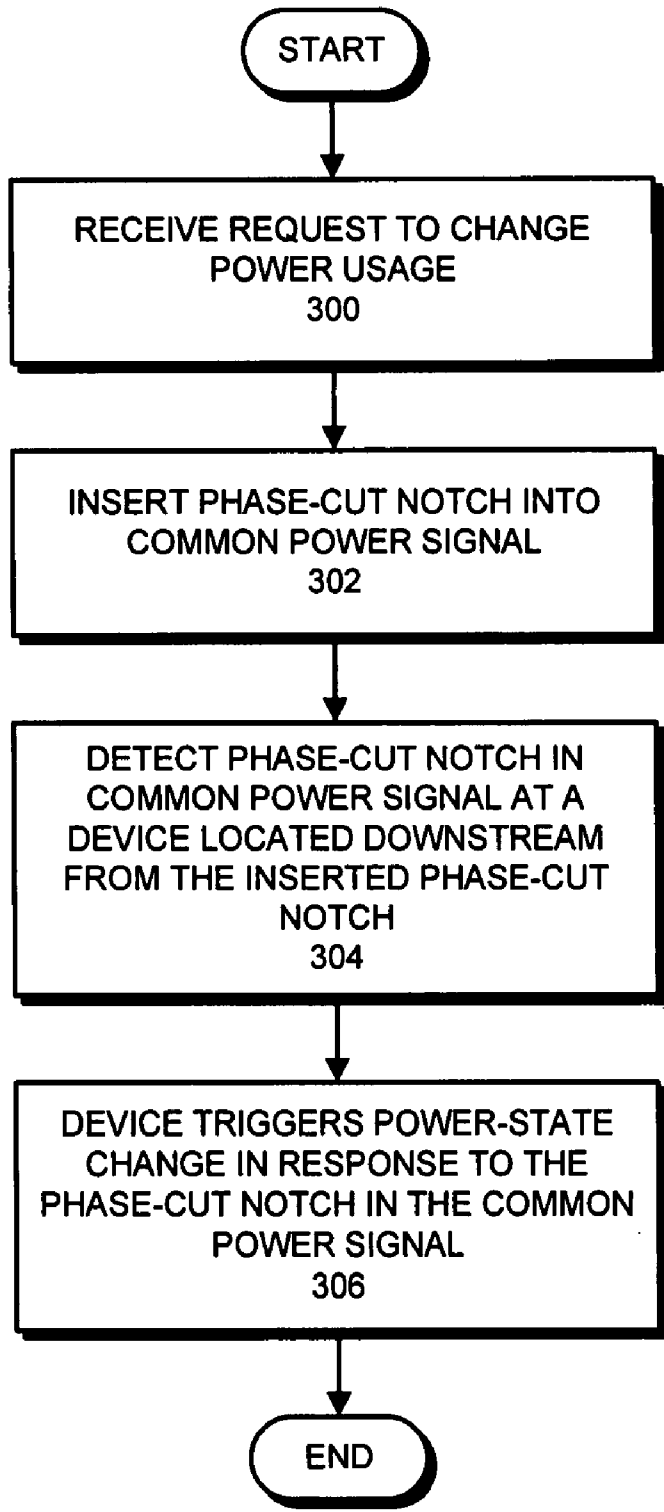 START
RECEIVE REQUEST TO CHANGE
POWER USAGE
300
INSERT PHASE-CUT NOTCH INTO
COMMON POWER SIGNAL
302
DETECT PHASE-CUT NOTCH IN
COMMON POWER SIGNAL AT A
DEVICE LOCATED DOWNSTREAM
FROM THE INSERTED PHASE-CUT
NOTCH
304
DEVICE TRIGGERS POWER-STATE
CHANGE IN RESPONSE TO THE
PHASE-CUT NOTCH IN THE COMMON
POWER SIGNAL
306
END